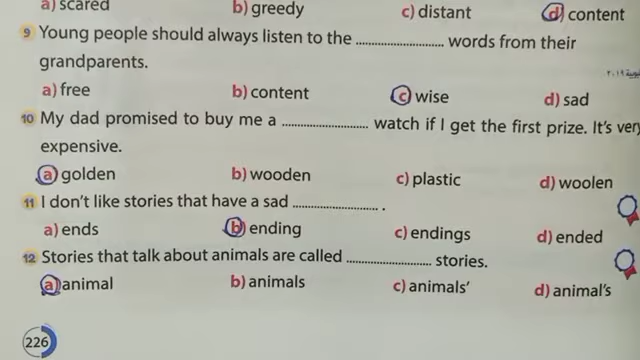 a) scared b) greedy c) distant d) content
9 Young people should always listen to the .......................... words from their
grandparents.
a) free b) content c) wise d) sad
10 My dad promised to buy me a .......................... watch if I get the first prize. It's very
expensive.
a) golden b) wooden c) plastic d) woolen
11 I don't like stories that have a sad .......................... .
a) ends b) ending c) endings d) ended
12 Stories that talk about animals are called .......................... stories.
a) animal b) animals c) animals' d) animal's
226